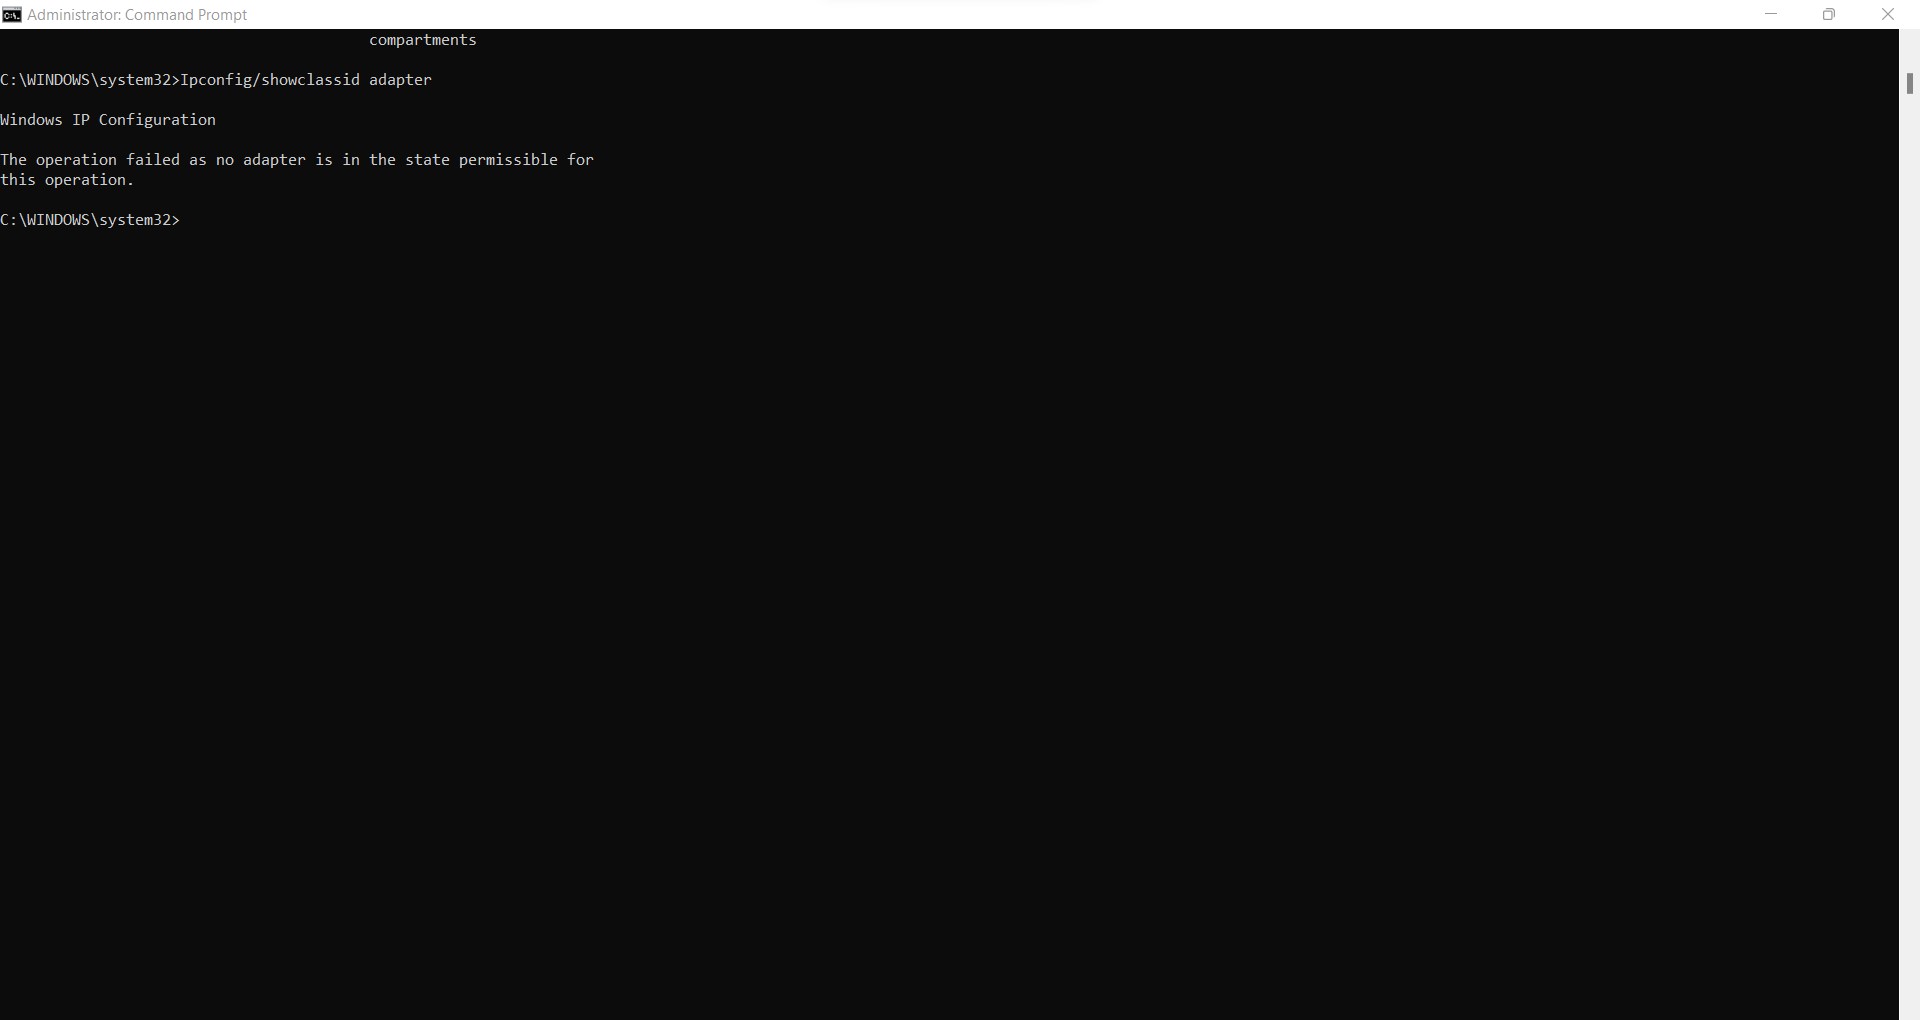 Administrator: Command Prompt
compartments
C:\WINDOWS\system32>Ipconfig/showclassid adapter
Windows IP Configuration
The operation failed as no adapter is in the state permissible for
this operation.
C:\WINDOWS\system32>